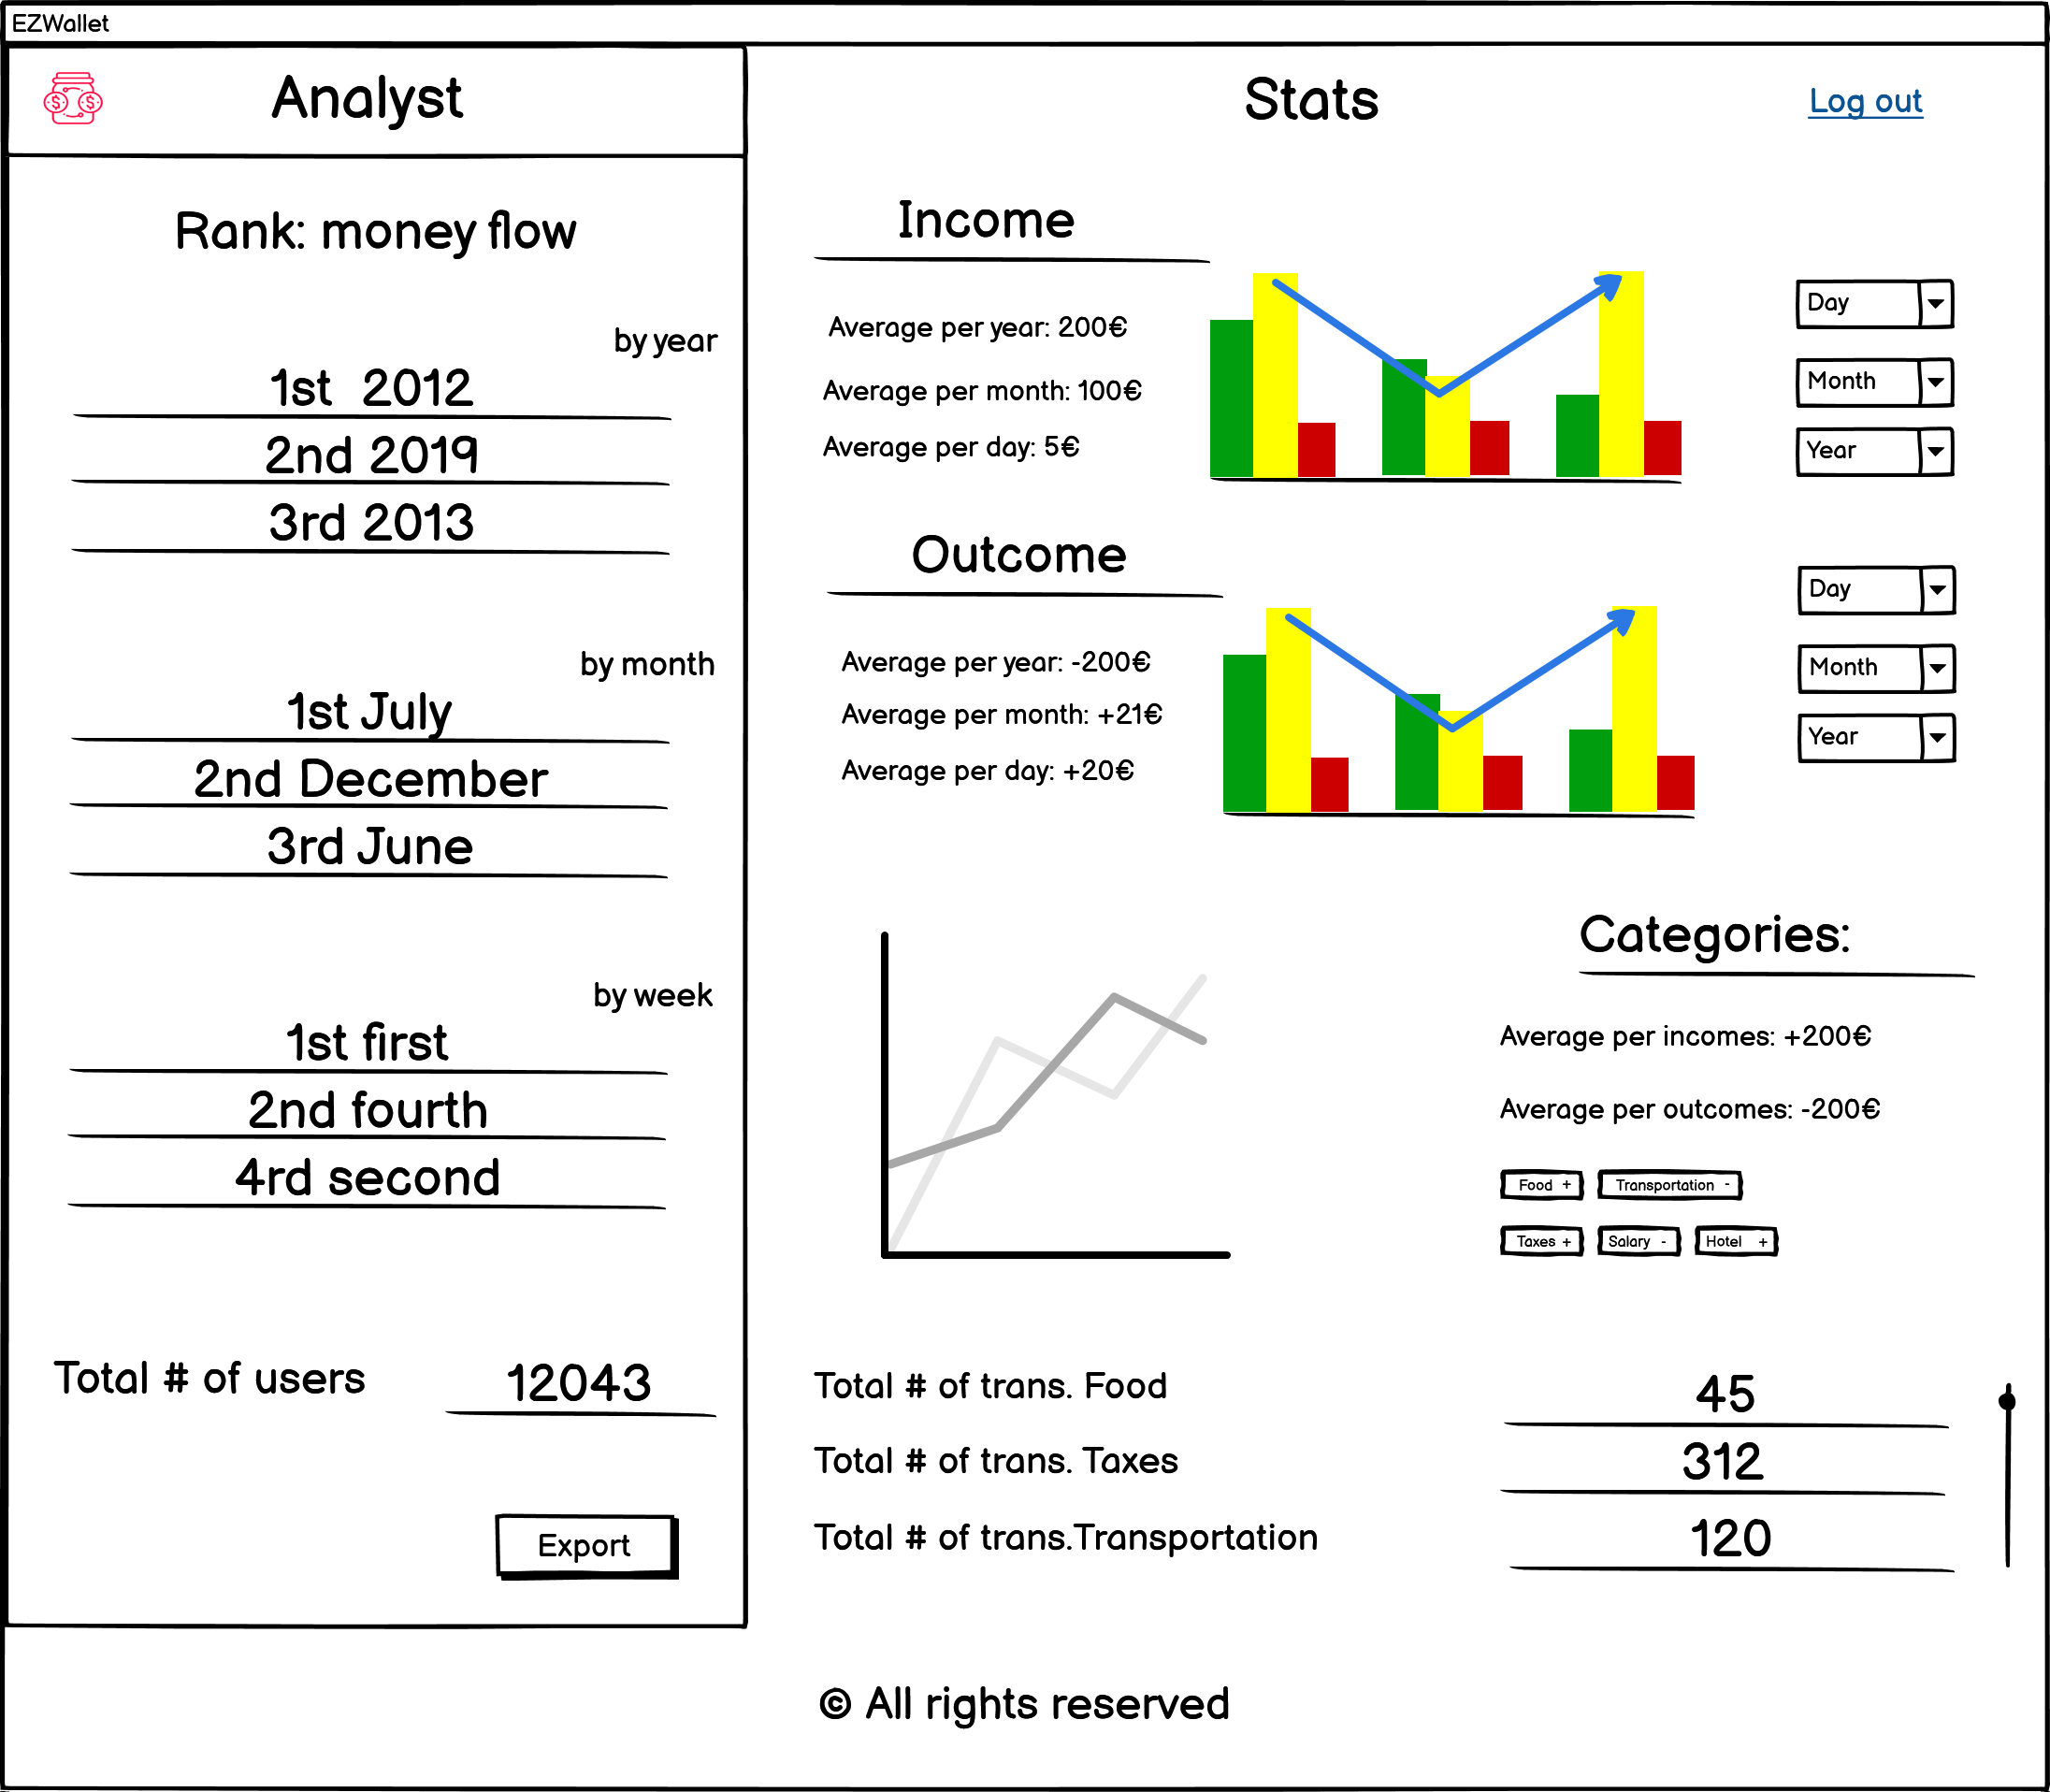 EZWallet
Analyst
Rank: money flow
by year
1st 2012
2nd 2019
3rd 2013
by month
1st July
2nd December
3rd June
by week
1st first
2nd fourth
4rd second
Total # of users 12043
Export
Stats
Log out
Income
Average per year: 200€
Average per month: 100€
Average per day: 5€
Day
Month
Year
Outcome
Average per year: -200€
Average per month: +21€
Average per day: +20€
Day
Month
Year
Categories:
Average per incomes: +200€
Average per outcomes: -200€
Food + Transportation -
Taxes + Salary - Hotel +
Total # of trans. Food 45
Total # of trans. Taxes 312
Total # of trans.Transportation 120
© All rights reserved